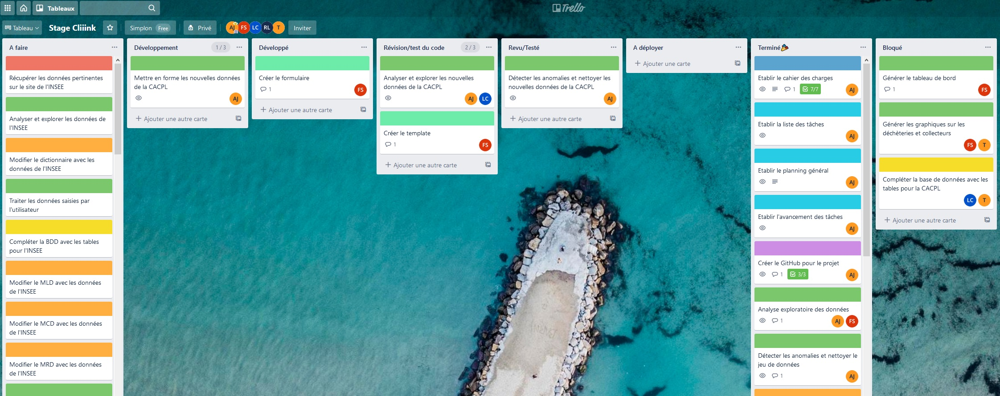 Tableaux
Trello
Tableau
Stage Cliiink
Simplon Free
Privé
AJ FS LC RL T
Inviter
A faire
Récupérer les données pertinentes
sur le site de l'INSEE
Analyser et explorer les données de
l'INSEE
Modifier le dictionnaire avec les
données de l'INSEE
Traiter les données saisies par
l'utilisateur
Compléter la BDD avec les tables
pour l'INSEE
Modifier le MLD avec les données
de l'INSEE
Modifier le MCD avec les données
de l'INSEE
Modifier le MRD avec les données
de l'INSEE
Développement 1 / 3
Mettre en forme les nouvelles données
de la CACPL
AJ
+ Ajouter une autre carte
Développé
Créer le formulaire
1 FS
+ Ajouter une autre carte
Révision/test du code 2 / 3
Analyser et explorer les nouvelles
données de la CACPL
AJ LC
Créer le template
1 FS
+ Ajouter une autre carte
Revu/Testé
Détecter les anomalies et nettoyer les
nouvelles données de la CACPL
AJ
+ Ajouter une autre carte
A déployer
+ Ajouter une carte
Terminé🎉
Etablir le cahier des charges
1 7/7 AJ
Etablir la liste des tâches
AJ
Etablir le planning général
AJ
Etablir l'avancement des tâches
AJ
Créer le GitHub pour le projet
1 3/3 AJ
Analyse exploratoire des données
1 AJ FS
Détecter les anomalies et nettoyer le
jeu de données
1 AJ
Bloqué
Générer le tableau de bord
1 FS
Générer les graphiques sur les
déchèteries et collecteurs
FS T
Compléter la base de données avec les
tables pour la CACPL
LC T
+ Ajouter une autre carte